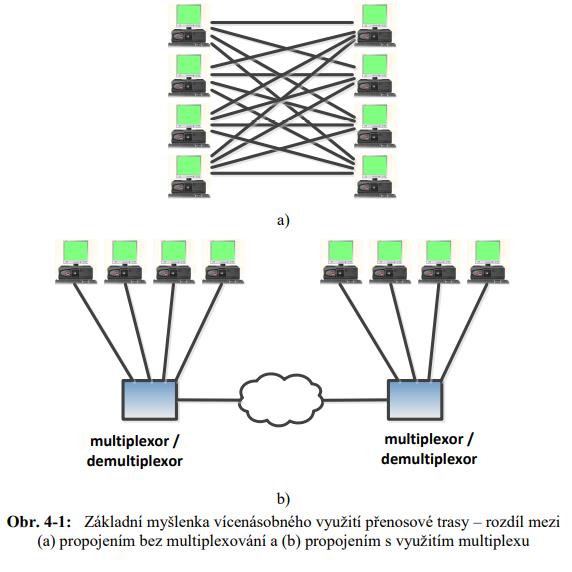 a)
multiplexor /
demultiplexor
multiplexor /
demultiplexor
b)
Obr. 4-1: Základní myšlenka vícenásobného využití přenosové trasy – rozdíl mezi
(a) propojením bez multiplexování a (b) propojením s využitím multiplexu